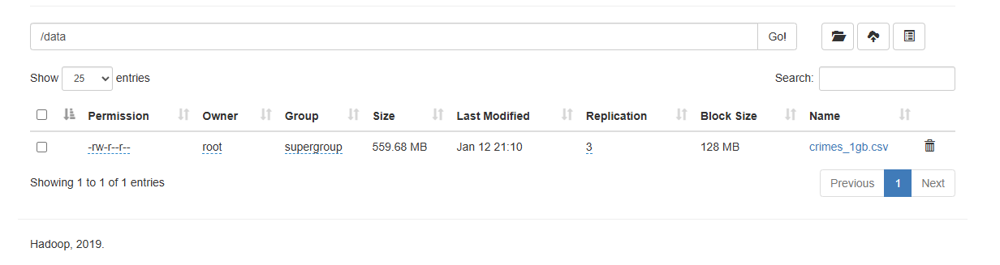 /data Go!
Show 25 entries Search:
Permission Owner Group Size Last Modified Replication Block Size Name
-rw-r--r-- root supergroup 559.68 MB Jan 12 21:10 3 128 MB crimes_1gb.csv
Showing 1 to 1 of 1 entries Previous 1 Next
Hadoop, 2019.